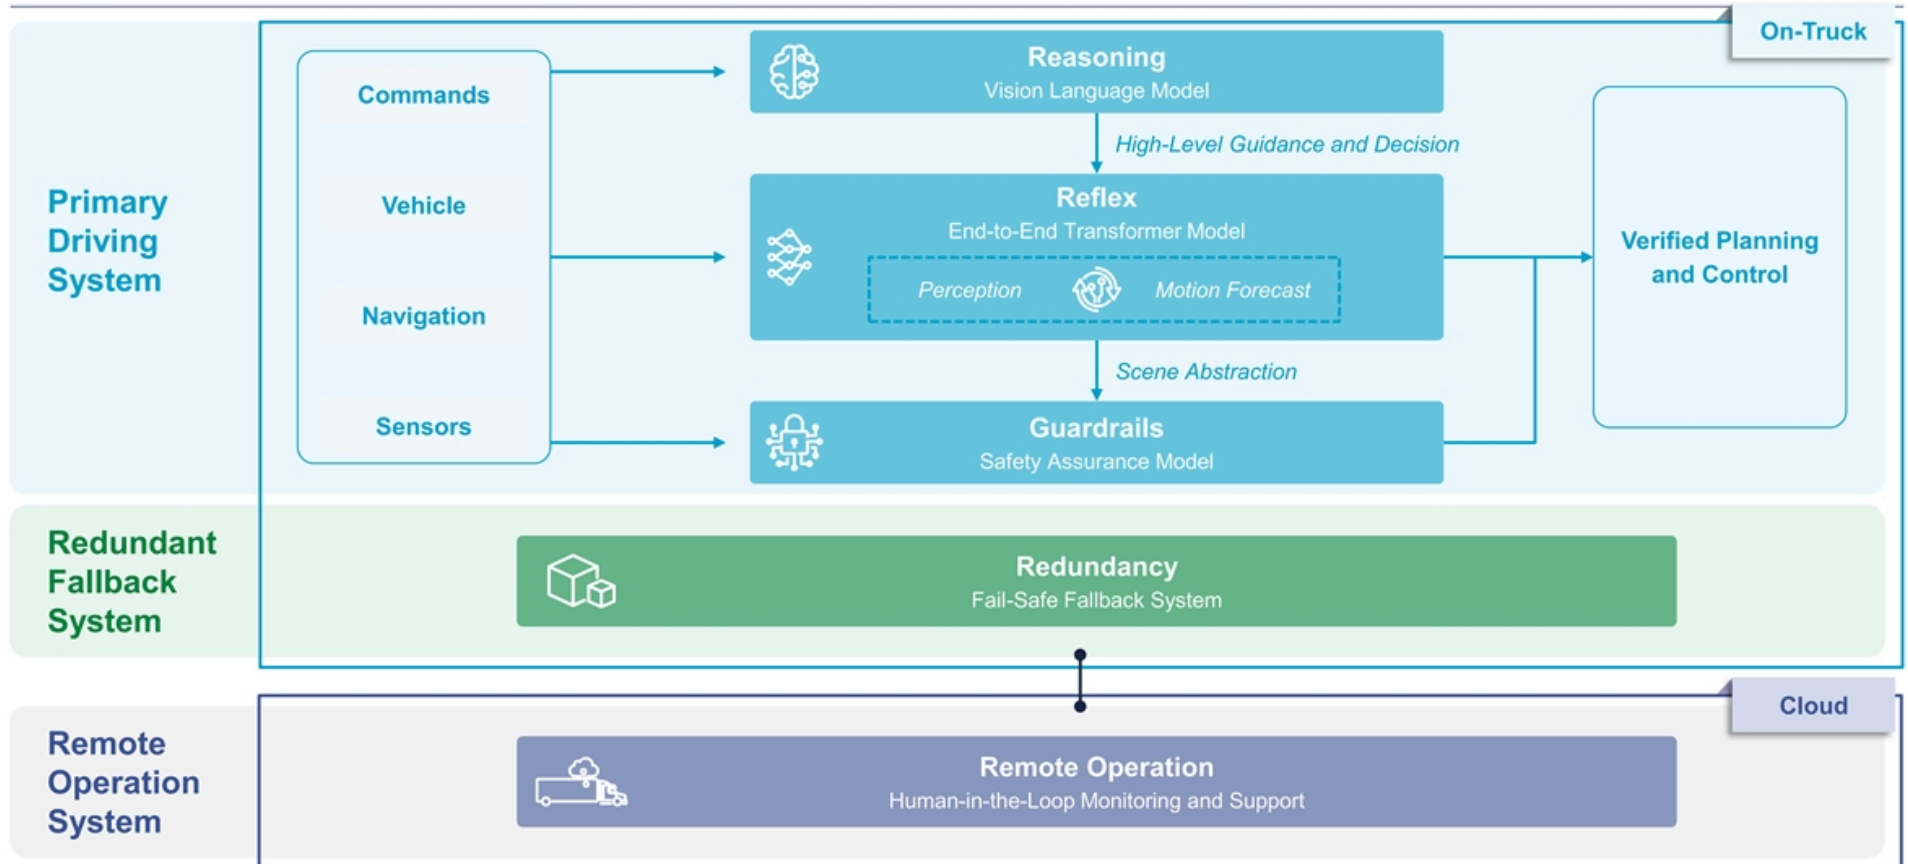 On-Truck
Primary
Driving
System
Commands
Vehicle
Navigation
Sensors
Reasoning
Vision Language Model
High-Level Guidance and Decision
Reflex
End-to-End Transformer Model
Perception
Motion Forecast
Scene Abstraction
Guardrails
Safety Assurance Model
Verified Planning
and Control
Redundant
Fallback
System
Redundancy
Fail-Safe Fallback System
Cloud
Remote
Operation
System
Remote Operation
Human-in-the-Loop Monitoring and Support